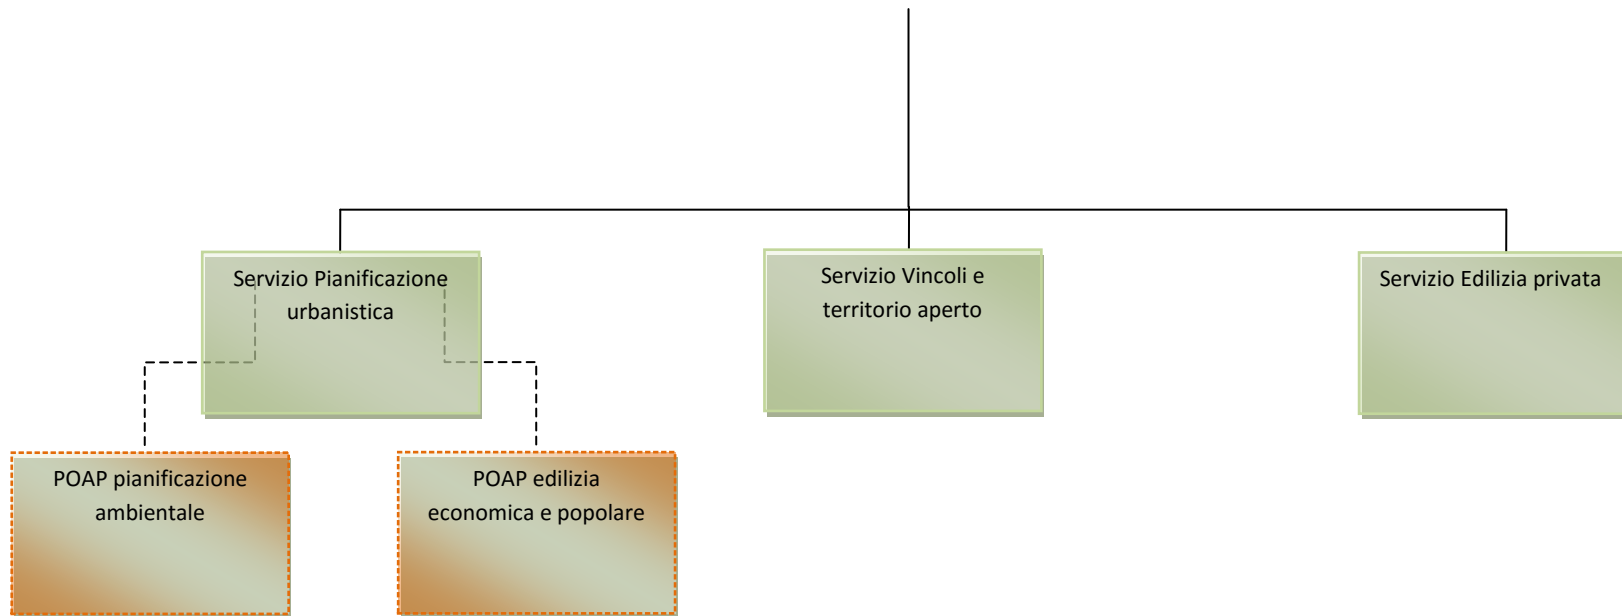 Servizio Pianificazione
urbanistica
Servizio Vincoli e
territorio aperto
Servizio Edilizia privata
POAP pianificazione
ambientale
POAP edilizia
economica e popolare